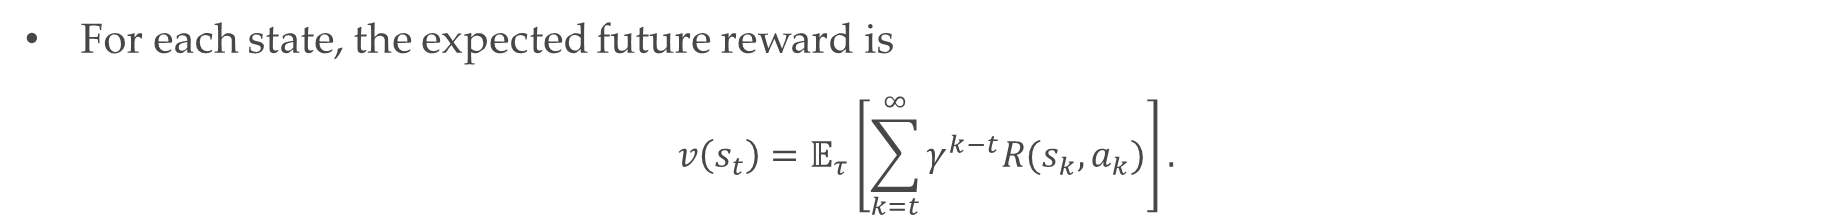 • For each state, the expected future reward is
v(s_t) = 𝔼_τ [ ∑_{k=t}^{∞} γ^{k−t} R(s_k, a_k) ] .